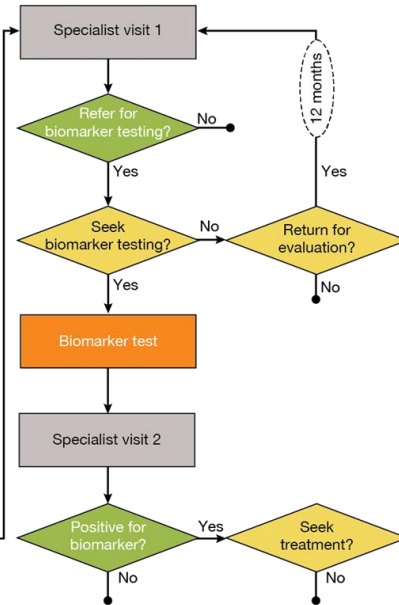 Specialist visit 1
12 months
Refer for
biomarker testing?
No
Yes
Yes
Seek
biomarker testing?
No
Return for
evaluation?
Yes
No
Biomarker test
Specialist visit 2
Positive for
biomarker?
Yes
Seek
treatment?
No
No